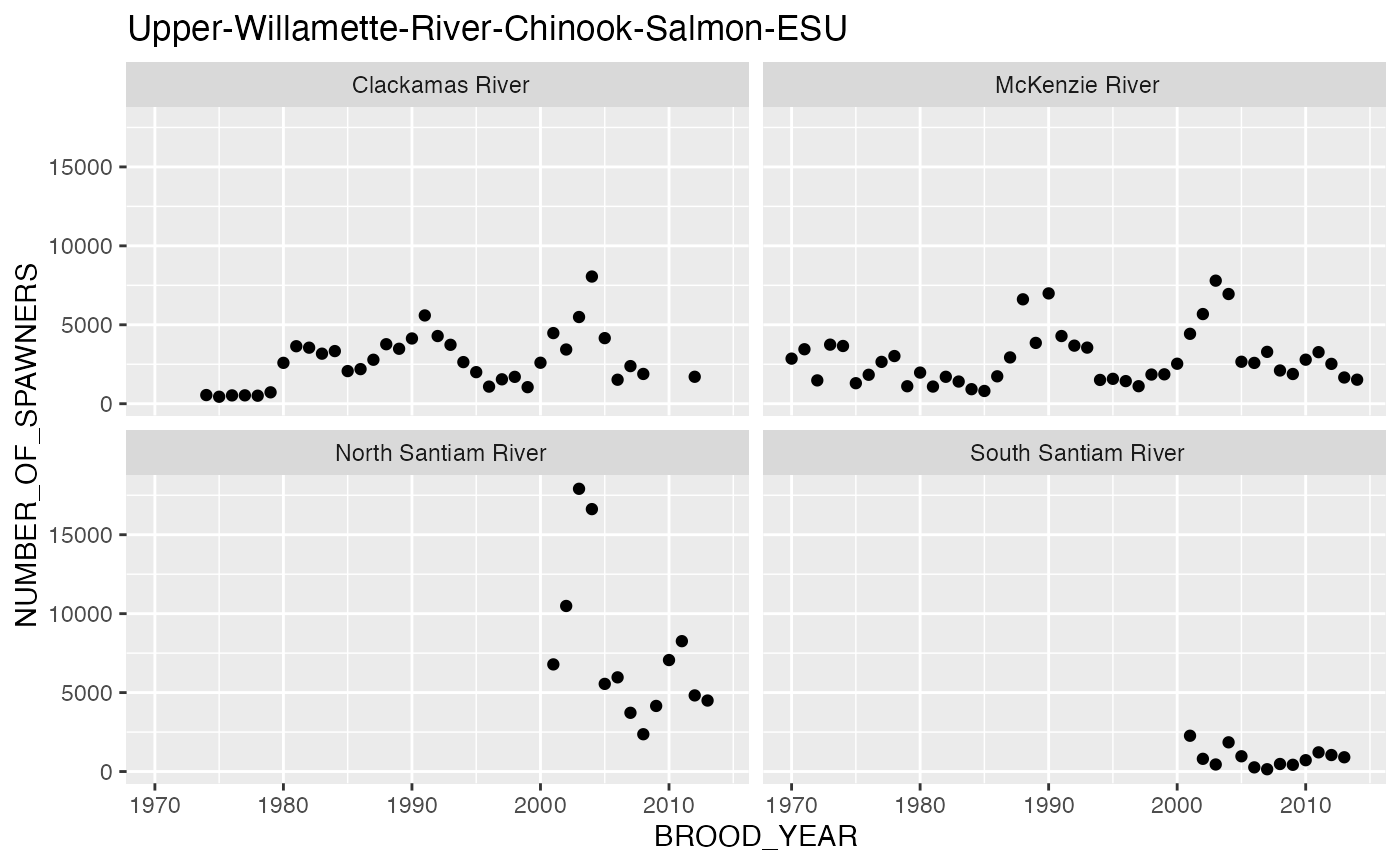 Upper-Willamette-River-Chinook-Salmon-ESU
Clackamas River
McKenzie River
15000
10000
5000
0
North Santiam River
South Santiam River
15000
10000
5000
0
NUMBER_OF_SPAWNERS
1970 1980 1990 2000 2010
1970 1980 1990 2000 2010
BROOD_YEAR